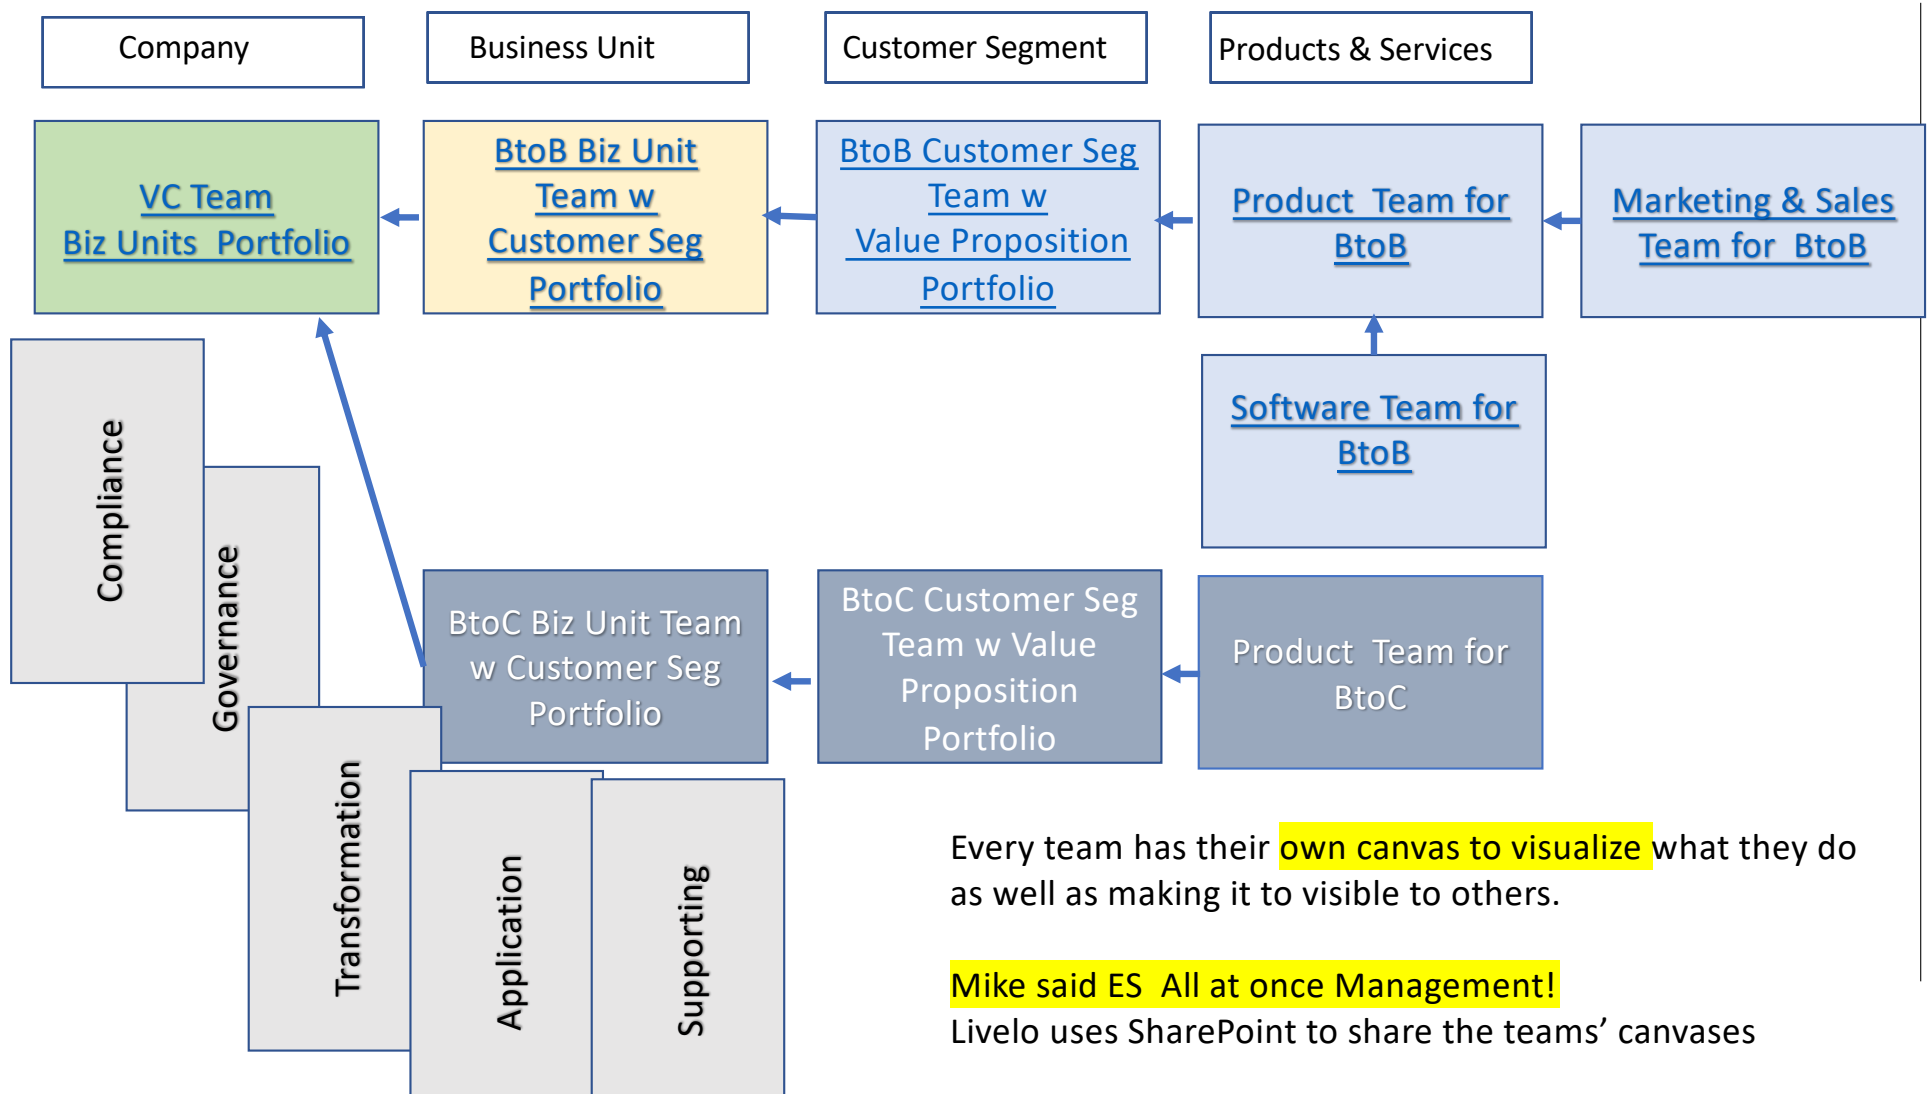 Company
Business Unit
Customer Segment
Products & Services
VC Team
Biz Units  Portfolio
BtoB Biz Unit
Team w
Customer Seg
Portfolio
BtoB Customer Seg
Team w
Value Proposition
Portfolio
Product  Team for
BtoB
Marketing & Sales
Team for  BtoB
Software Team for
BtoB
Compliance
Governance
Transformation
Application
Supporting
BtoC Biz Unit Team
w Customer Seg
Portfolio
BtoC Customer Seg
Team w Value
Proposition
Portfolio
Product  Team for
BtoC
Every team has their own canvas to visualize what they do
as well as making it to visible to others.
Mike said ES  All at once Management!
Livelo uses SharePoint to share the teams’ canvases